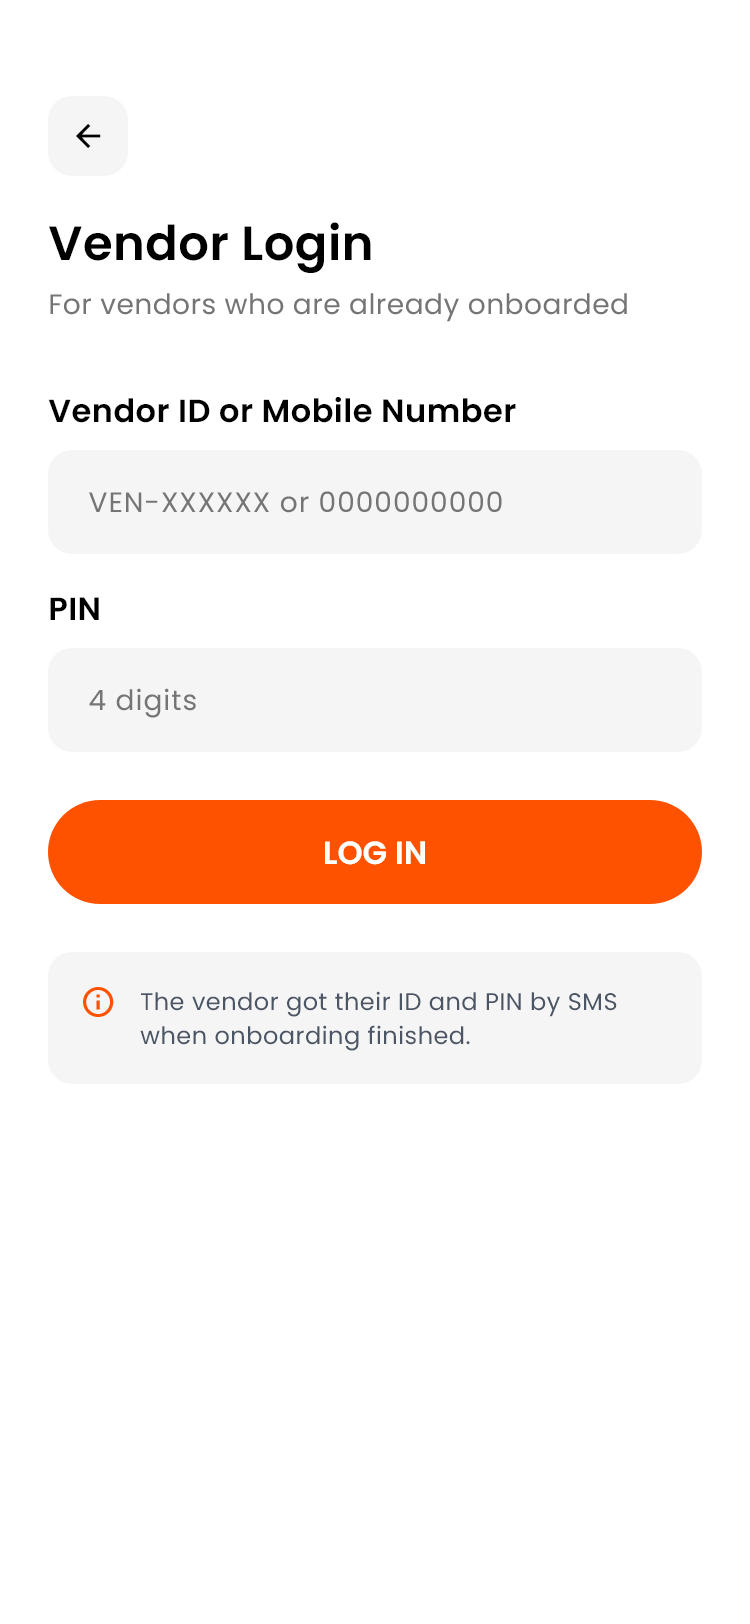 Vendor Login
For vendors who are already onboarded
Vendor ID or Mobile Number
VEN-XXXXXX or 0000000000
PIN
4 digits
LOG IN
The vendor got their ID and PIN by SMS
when onboarding finished.